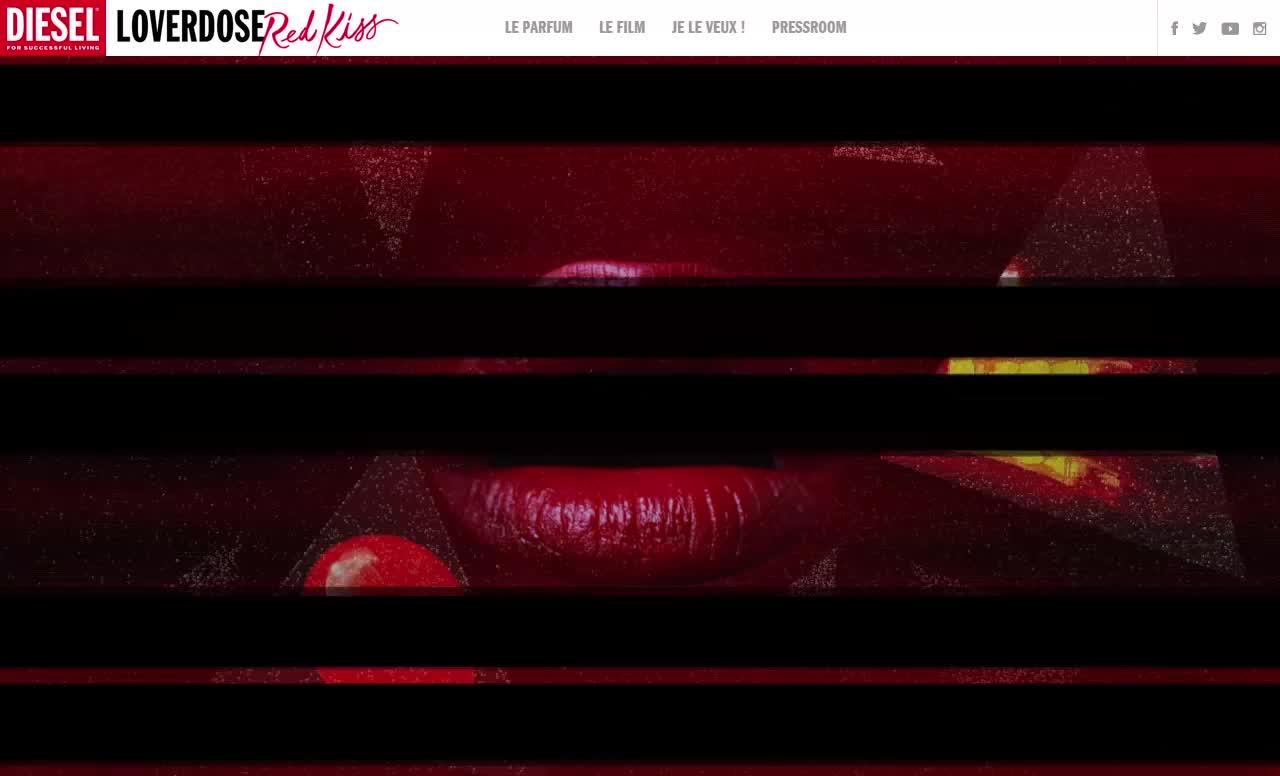 DIESEL
FOR SUCCESSFUL LIVING
LOVERDOSE Red Kiss
LE PARFUM LE FILM JE LE VEUX ! PRESSROOM